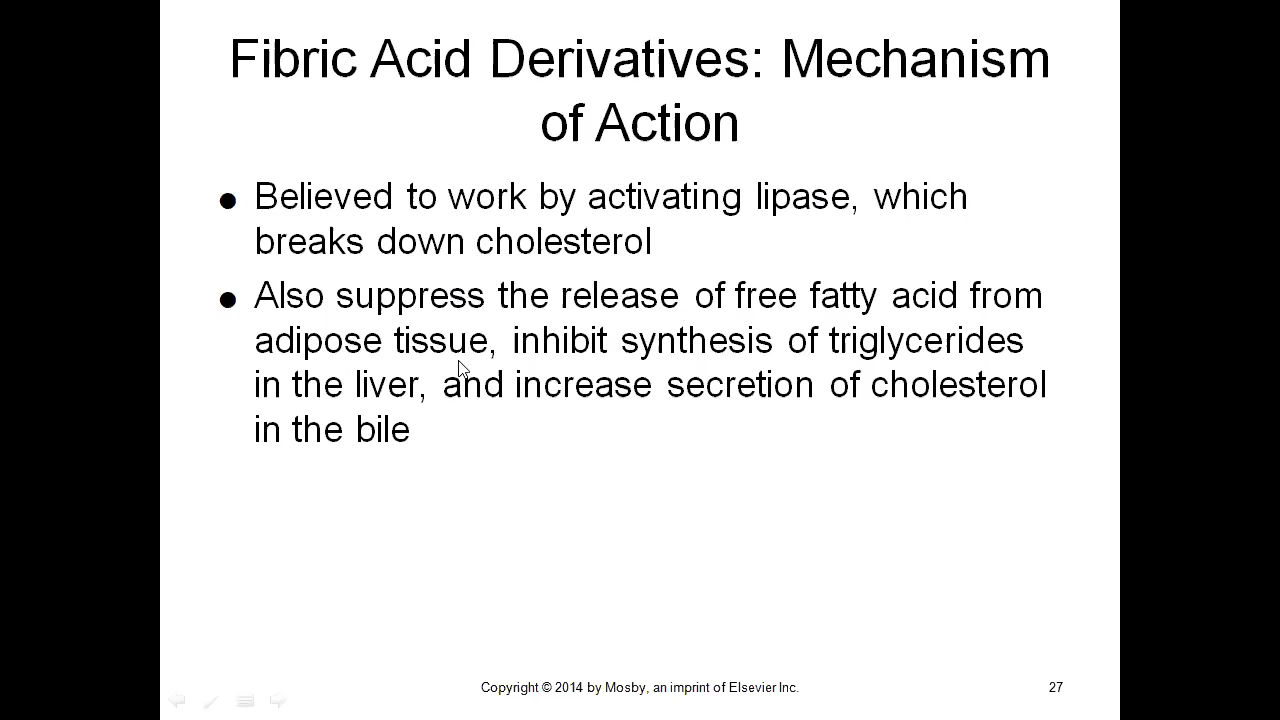 Fibric Acid Derivatives: Mechanism
of Action
● Believed to work by activating lipase, which
breaks down cholesterol
● Also suppress the release of free fatty acid from
adipose tissue, inhibit synthesis of triglycerides
in the liver, and increase secretion of cholesterol
in the bile
Copyright © 2014 by Mosby, an imprint of Elsevier Inc.
27